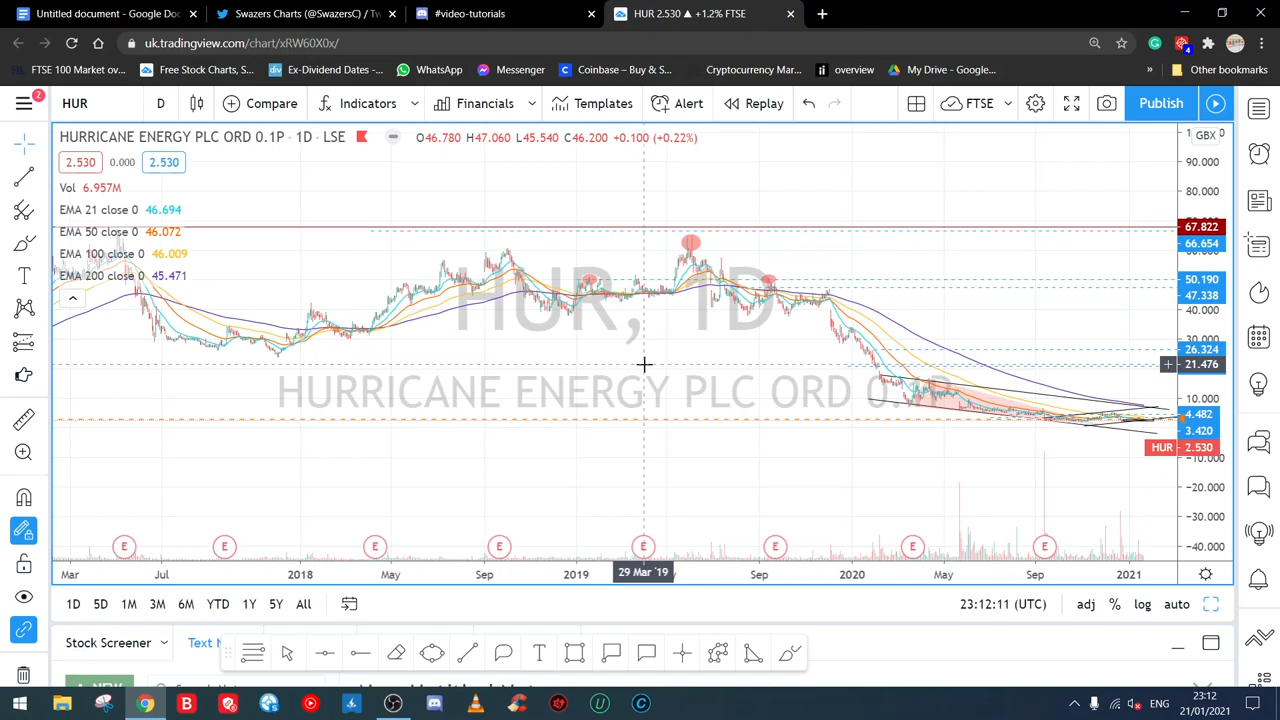 Untitled document - Google Doc
Swazers Charts (@SwazersC) / Tw
#video-tutorials
HUR 2.530 ▲ +1.2% FTSE
uk.tradingview.com/chart/xRW60X0x/
FTSE 100 Market ov...
Free Stock Charts, S...
Ex-Dividend Dates -...
WhatsApp
Messenger
Coinbase – Buy & S...
Cryptocurrency Mar...
overview
My Drive - Google...
»
Other bookmarks
2
HUR
D
Compare
Indicators
Financials
Templates
Alert
Replay
FTSE
Publish
HURRICANE ENERGY PLC ORD 0.1P · 1D · LSE
O46.780 H47.060 L45.540 C46.200 +0.100 (+0.22%)
GBX
2.530 0.000 2.530
Vol 6.957M
EMA 21 close 0 46.694
EMA 50 close 0 46.072
EMA 100 close 0 46.009
EMA 200 close 0 45.471
HUR, 1D
HURRICANE ENERGY PLC ORD 0.1P
90.000
80.000
67.822
66.654
50.190
47.338
40.000
30.000
26.324
21.476
10.000
4.482
3.420
HUR 2.530
-10.000
-20.000
-30.000
-40.000
E E E E E E E E
Mar Jul 2018 May Sep 2019 29 Mar '19 Sep 2020 May Sep 2021
1D 5D 1M 3M 6M YTD 1Y 5Y All
23:12:11 (UTC) adj % log auto
Stock Screener
Text N
ENG
23:12
21/01/2021